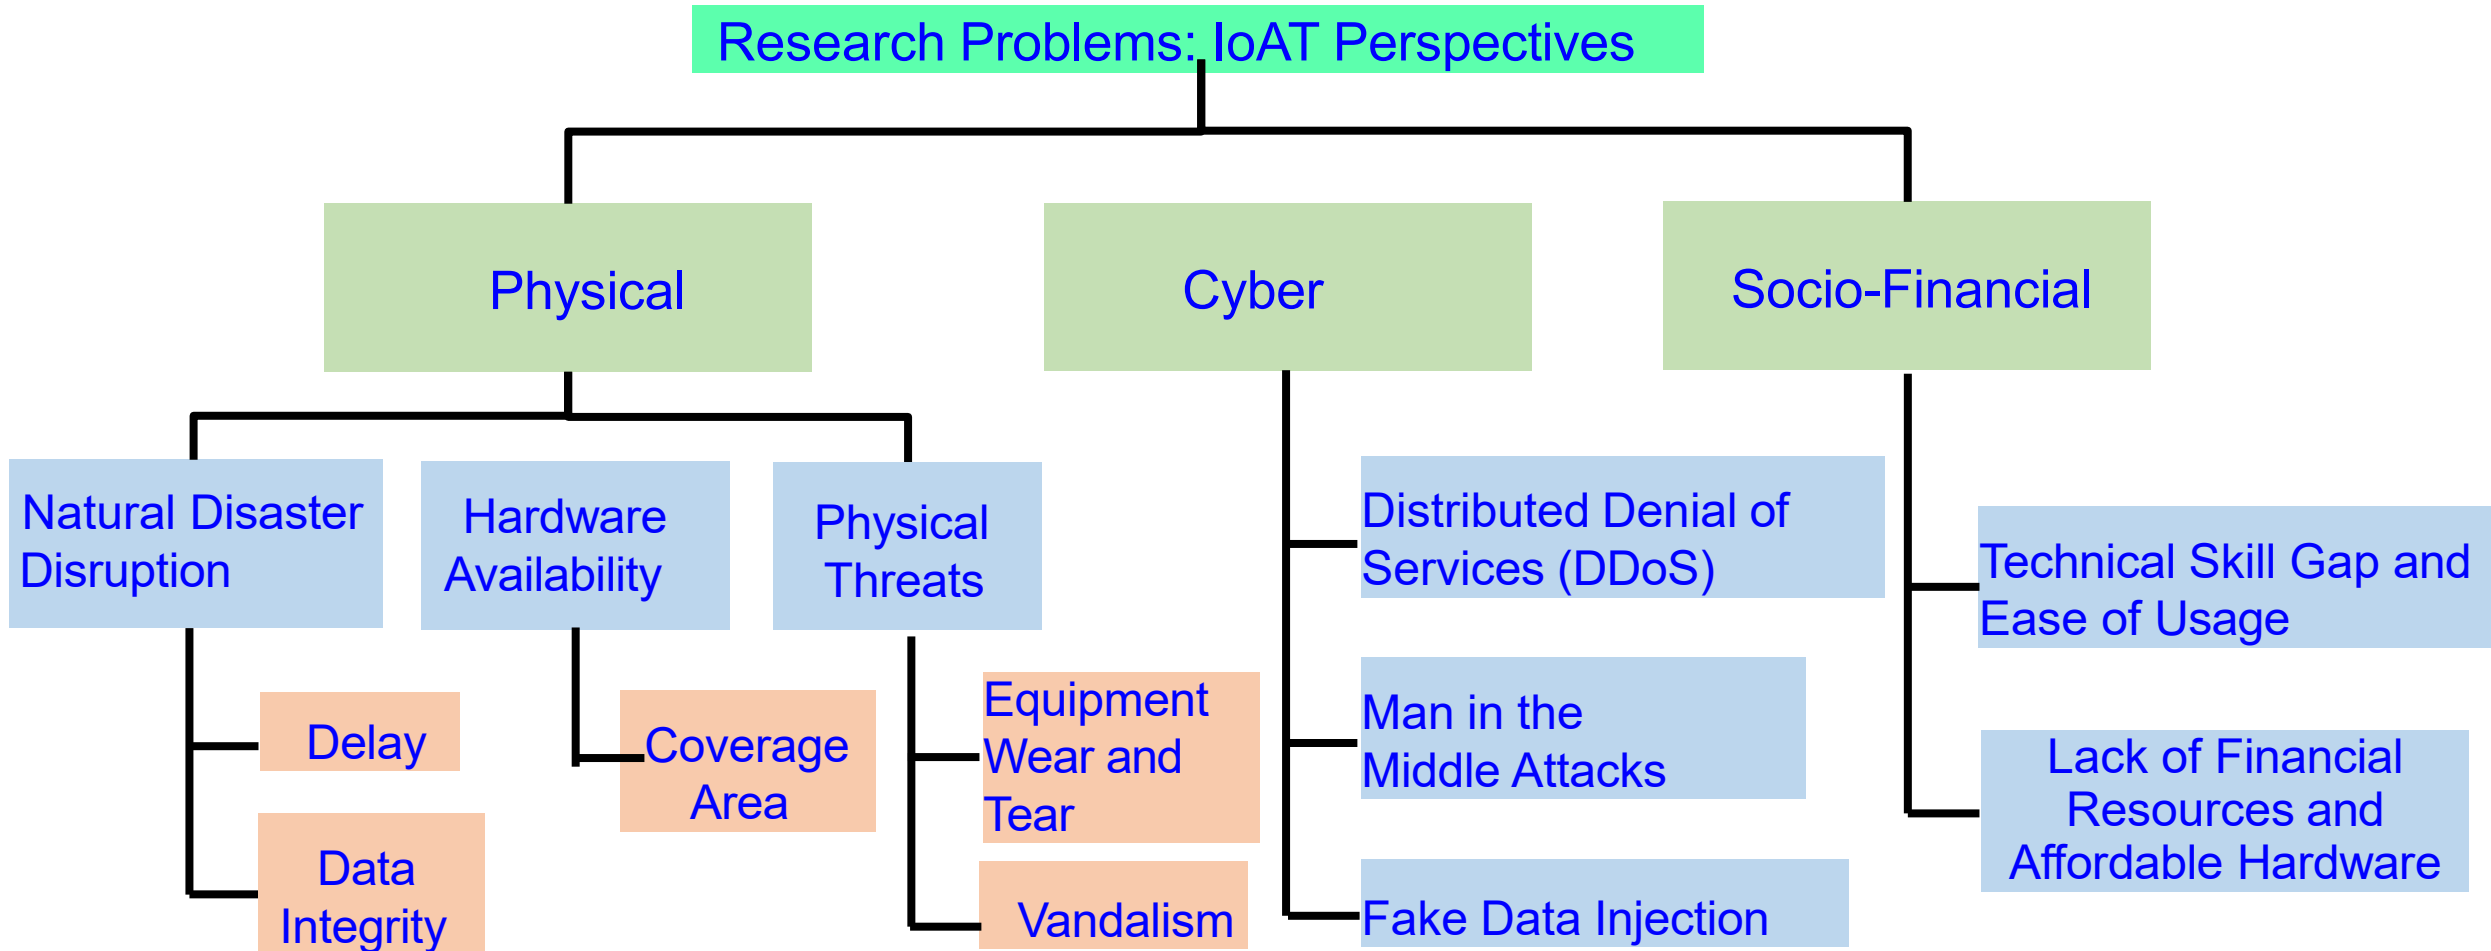 Research Problems: IoAT Perspectives
Physical
Cyber
Socio-Financial
Natural Disaster
Disruption
Hardware
Availability
Physical
Threats
Delay
Data
Integrity
Coverage
Area
Equipment
Wear and
Tear
Vandalism
Distributed Denial of
Services (DDoS)
Man in the
Middle Attacks
Fake Data Injection
Technical Skill Gap and
Ease of Usage
Lack of Financial
Resources and
Affordable Hardware